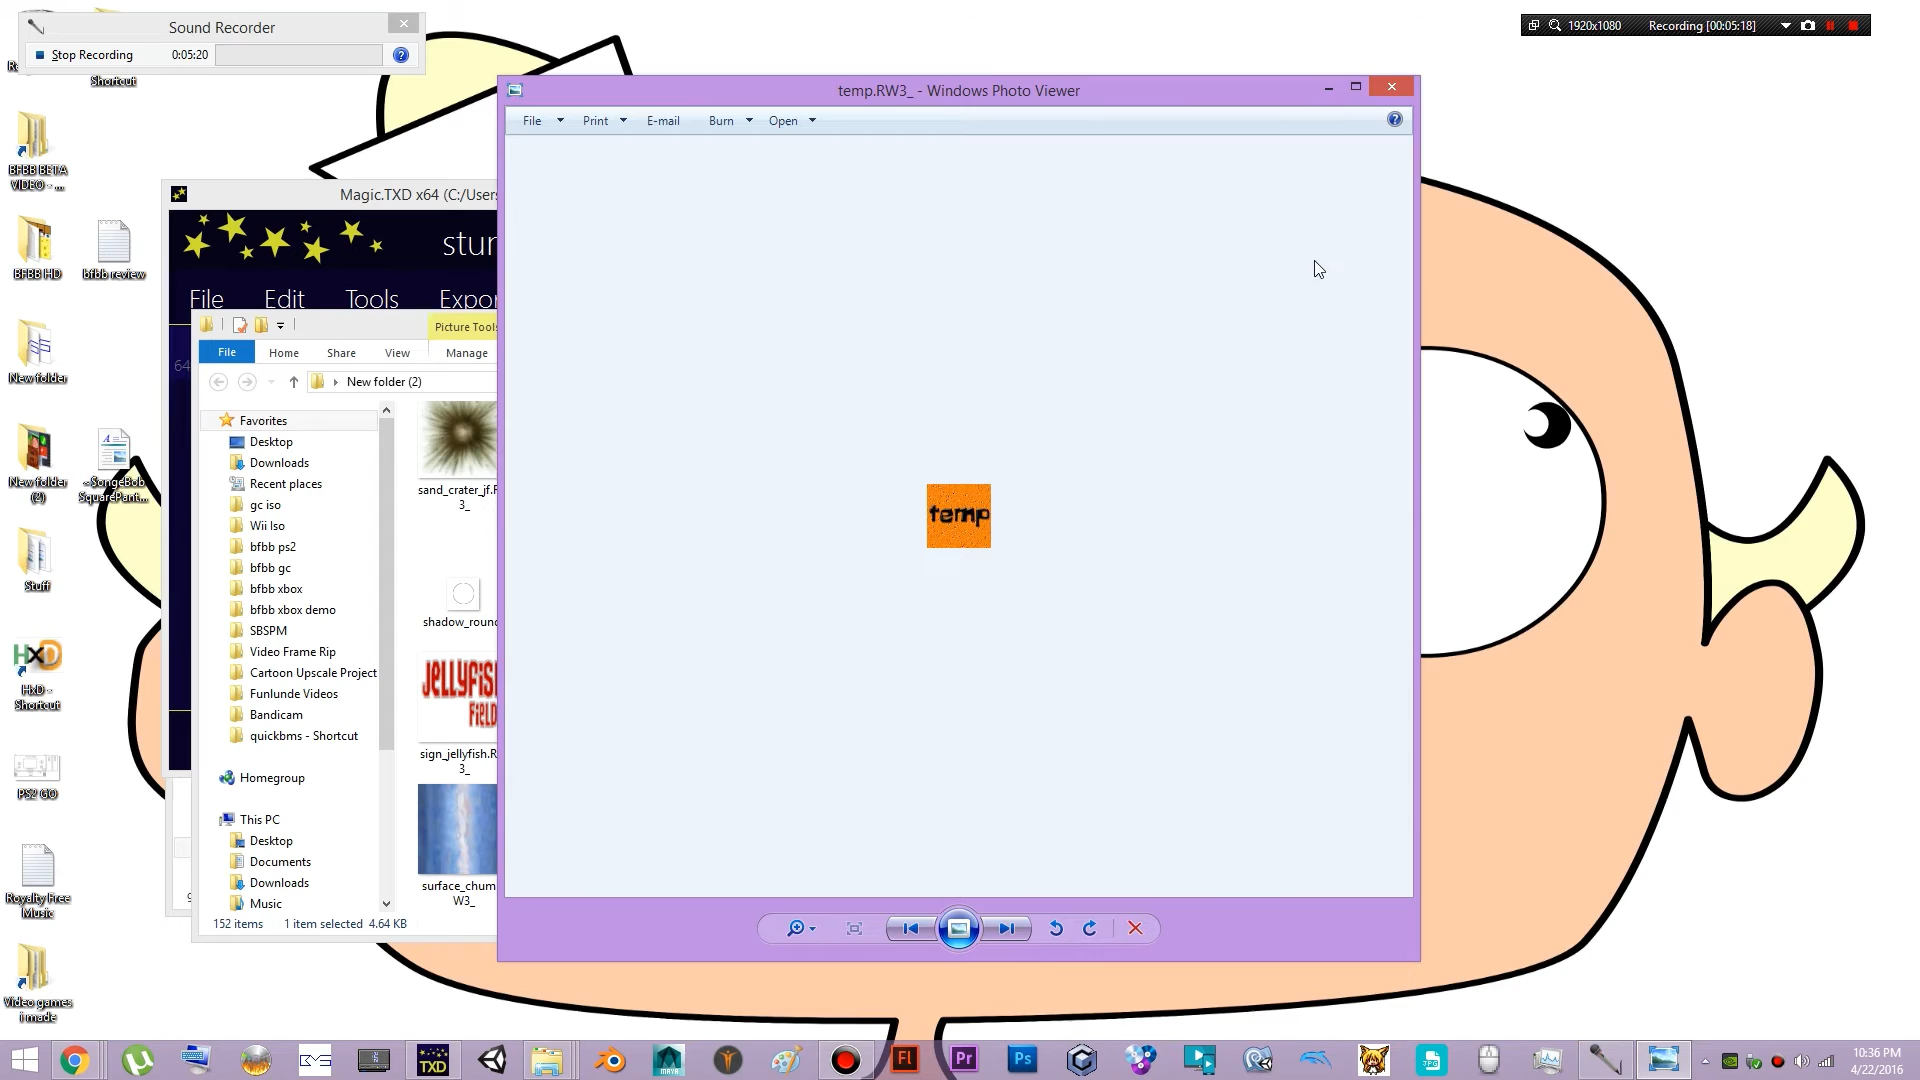 Sound Recorder
Stop Recording
0:05:20
1920x1080
Recording [00:05:18]
Shortcut
temp.RW3_ - Windows Photo Viewer
File
Print
E-mail
Burn
Open
BFBB BETA
VIDEO - ...
Magic.TXD x64 (C:/Users
BFBB HD
bfbb review
File
Edit
Tools
Expor
Picture Tools
File
Home
Share
View
Manage
New folder (2)
New folder
Favorites
Desktop
Downloads
Recent places
gc iso
Wii Iso
bfbb ps2
bfbb gc
bfbb xbox
bfbb xbox demo
SBSPM
Video Frame Rip
Cartoon Upscale Project
Funlunde Videos
Bandicam
quickbms - Shortcut
Homegroup
This PC
Desktop
Documents
Downloads
Music
152 items
1 item selected 4.64 KB
sand_crater_jf.R
3_
shadow_round
JELLYFISH
FIELD
sign_jellyfish.R
3_
surface_chum
W3_
temp
New folder
(2)
~SongeBob
SquarePant...
Stuff
HxD
HxD -
Shortcut
PS2 GO
Royalty Free
Music
Video games
i made
TXD
MAYA
Fl
Pr
Ps
JPG
10:36 PM
4/22/2016